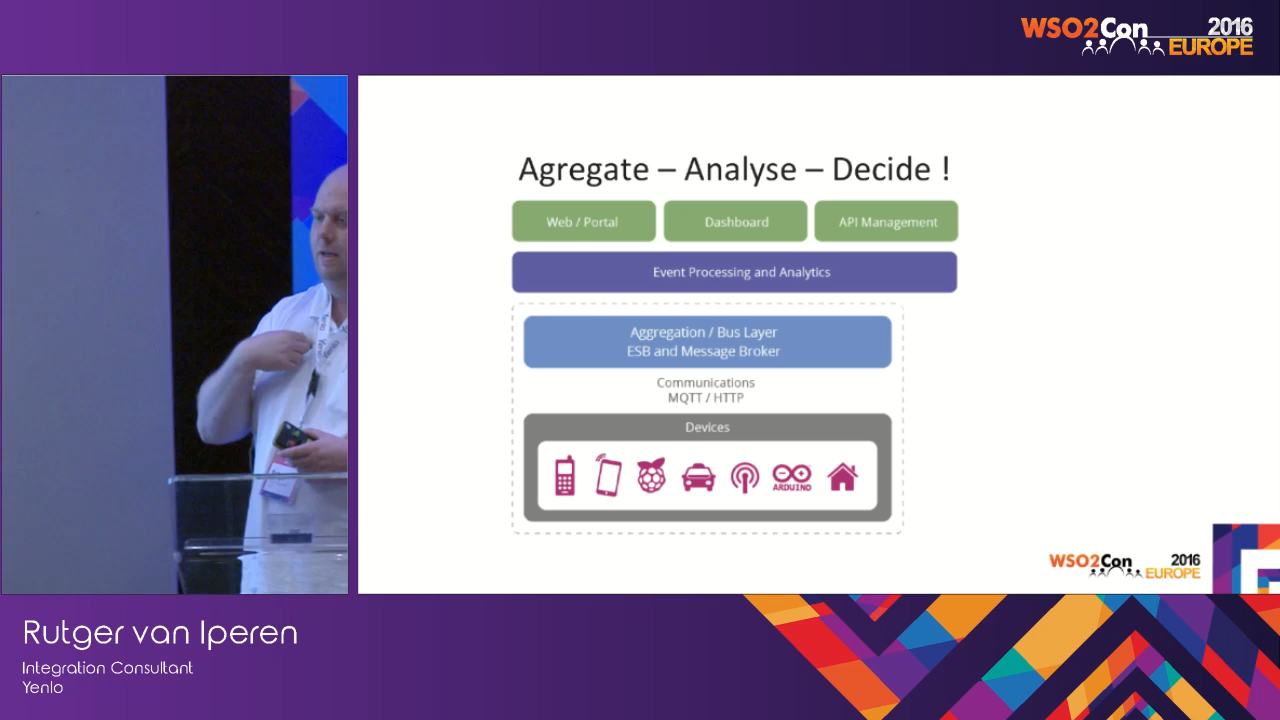 WSO2Con 2016
EUROPE
Agregate – Analyse – Decide !
Web / Portal
Dashboard
API Management
Event Processing and Analytics
Aggregation / Bus Layer
ESB and Message Broker
Communications
MQTT / HTTP
Devices
ARDUINO
WSO2Con 2016
EUROPE
Rutger van Iperen
Integration Consultant
Yenlo